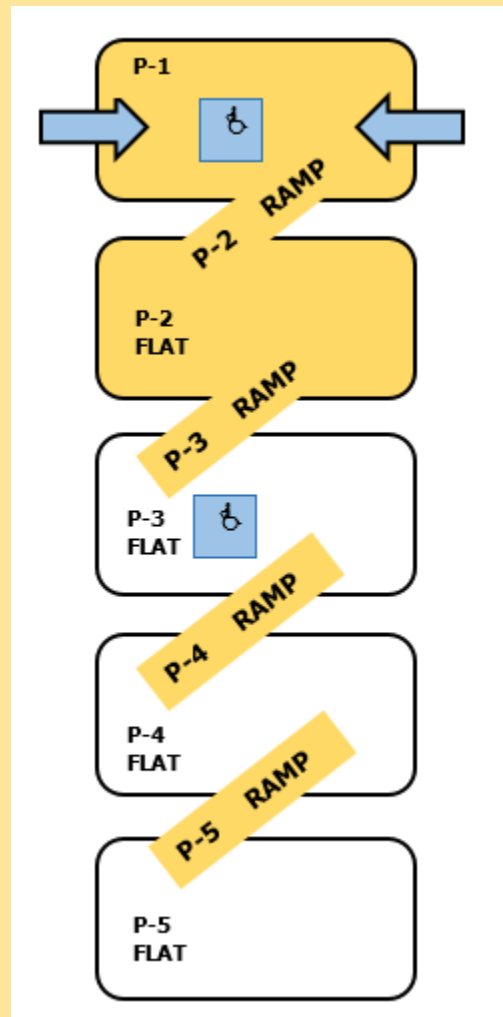 P-1
P-2 RAMP
P-2
FLAT
P-3 RAMP
P-3
FLAT
P-4 RAMP
P-4
FLAT
P-5 RAMP
P-5
FLAT